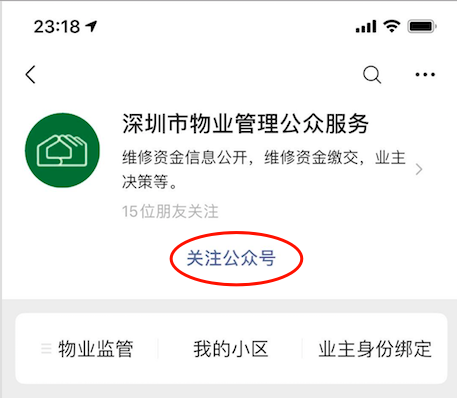 23:18
深圳市物业管理公众服务
维修资金信息公开，维修资金缴交，业主
决策等。
15位朋友关注
关注公众号
物业监管 我的小区 业主身份绑定